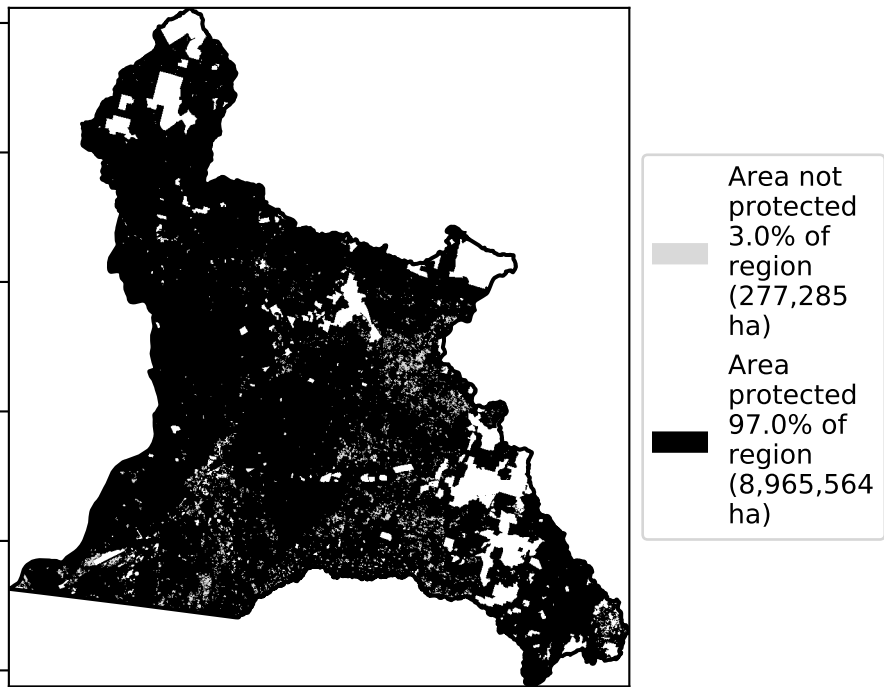 Area not
protected
3.0% of
region
(277,285
ha)
Area
protected
97.0% of
region
(8,965,564
ha)